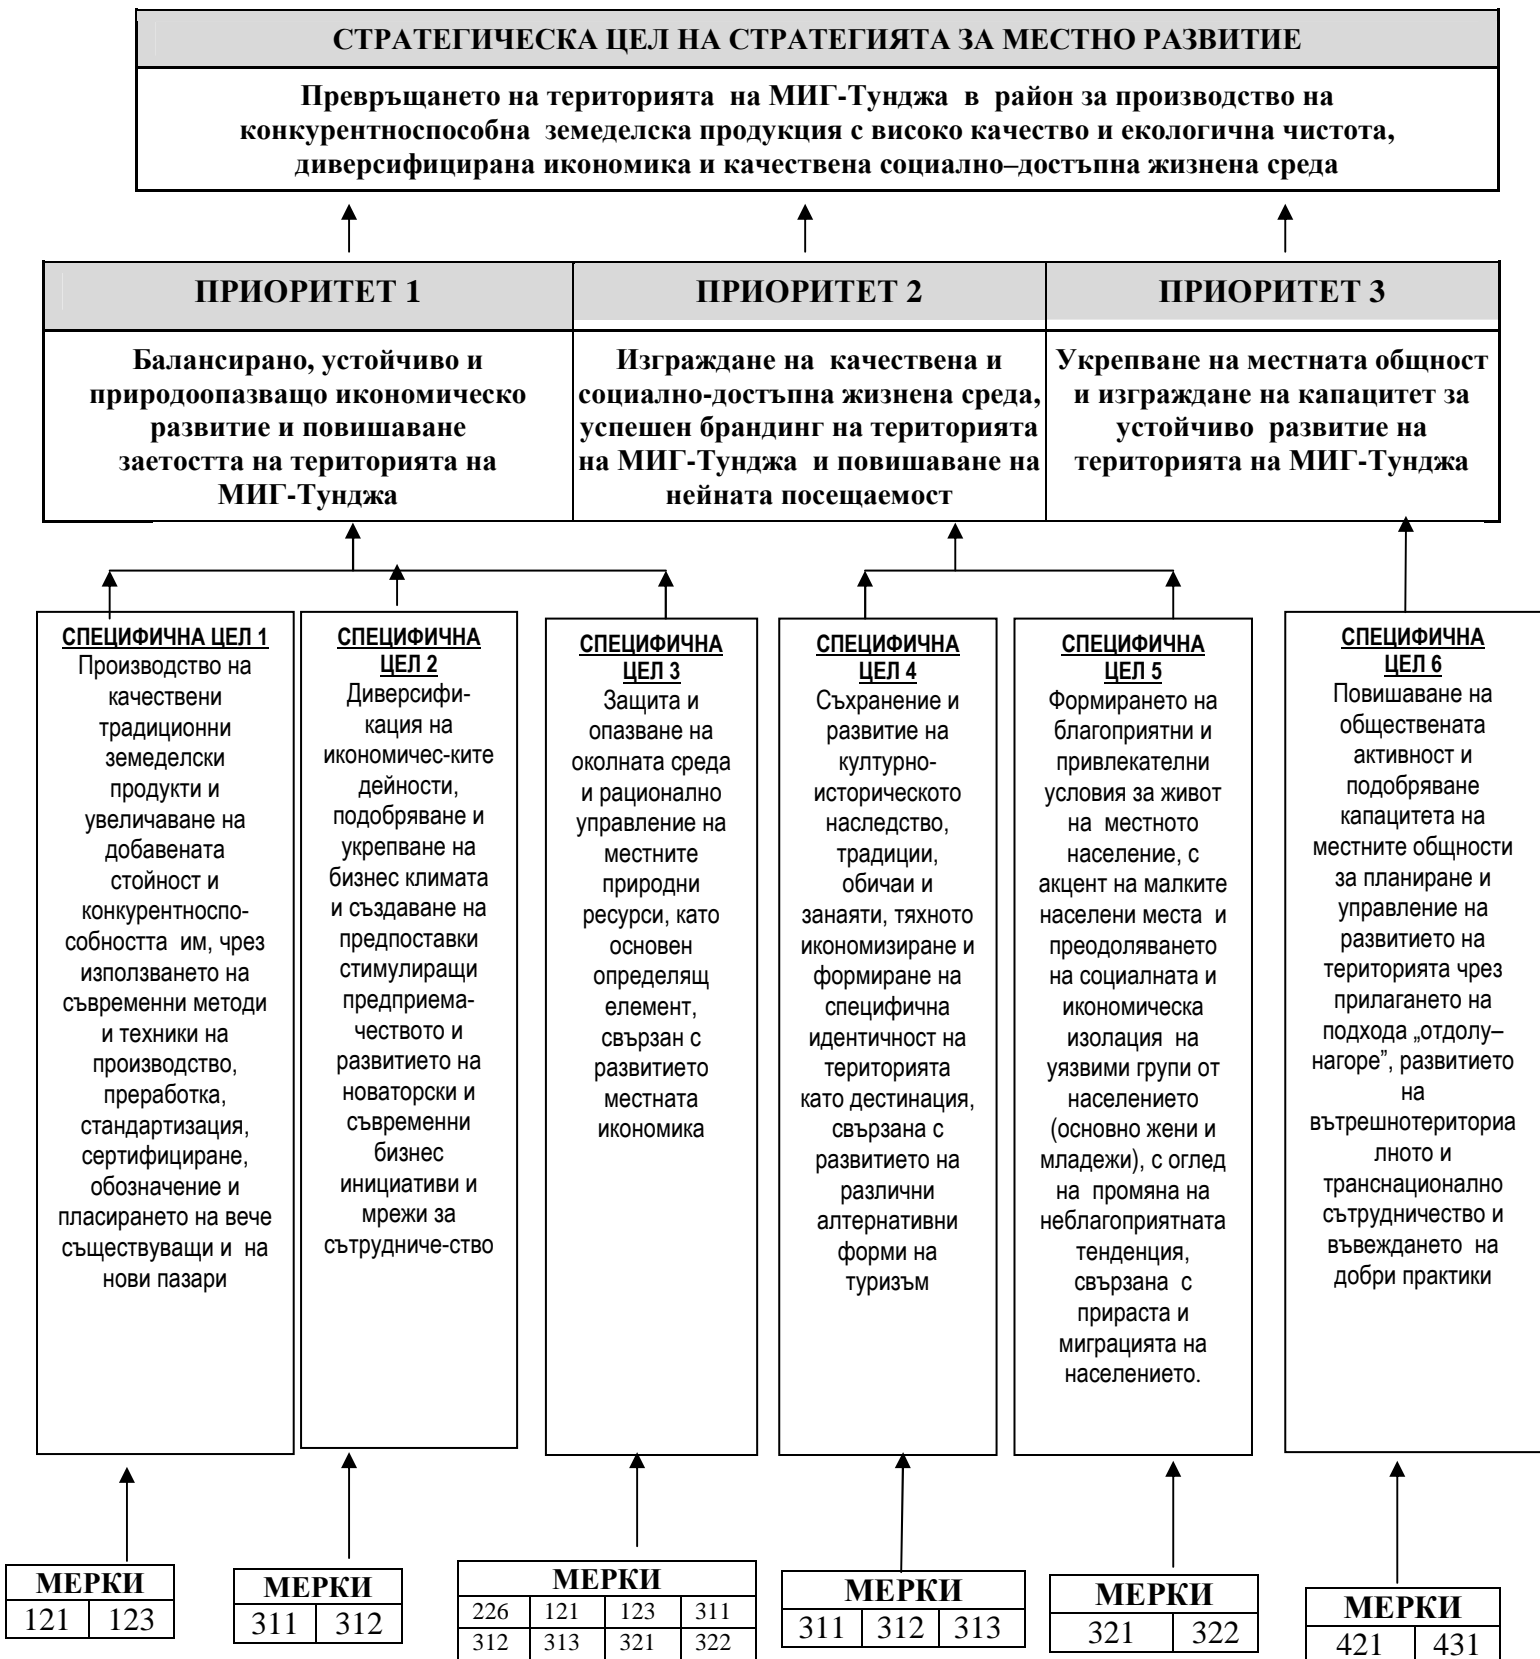 СТРАТЕГИЧЕСКА ЦЕЛ НА СТРАТЕГИЯТА ЗА МЕСТНО РАЗВИТИЕ
Превръщането на територията на МИГ-Тунджа в район за производство на
конкурентноспособна земеделска продукция с високо качество и екологична чистота,
диверсифицирана икономика и качествена социално–достъпна жизнена среда
ПРИОРИТЕТ 1
Балансирано, устойчиво и
природоопазващо икономическо
развитие и повишаване
заетостта на територията на
МИГ-Тунджа
ПРИОРИТЕТ 2
Изграждане на качествена и
социално-достъпна жизнена среда,
успешен брандинг на територията
на МИГ-Тунджа и повишаване на
нейната посещаемост
ПРИОРИТЕТ 3
Укрепване на местната общност
и изграждане на капацитет за
устойчиво развитие на
територията на МИГ-Тунджа
СПЕЦИФИЧНА ЦЕЛ 1
Производство на
качествени
традиционни
земеделски
продукти и
увеличаване на
добавената
стойност и
конкурентноспо-
собността им, чрез
използването на
съвременни методи
и техники на
производство,
преработка,
стандартизация,
сертифициране,
обозначение и
пласирането на вече
съществуващи и на
нови пазари
СПЕЦИФИЧНА
ЦЕЛ 2
Диверсифи-
кация на
икономичес-ките
дейности,
подобряване и
укрепване на
бизнес климата
и създаване на
предпоставки
стимулиращи
предприема-
чеството и
развитието на
новаторски и
съвременни
бизнес
инициативи и
мрежи за
сътрудниче-ство
СПЕЦИФИЧНА
ЦЕЛ 3
Защита и
опазване на
околната среда
и рационално
управление на
местните
природни
ресурси, като
основен
определящ
елемент,
свързан с
развитието
местната
икономика
СПЕЦИФИЧНА
ЦЕЛ 4
Съхранение и
развитие на
културно-
историческото
наследство,
традиции,
обичаи и
занаяти, тяхното
икономизиране и
формиране на
специфична
идентичност на
територията
като дестинация,
свързана с
развитието на
различни
алтернативни
форми на
туризъм
СПЕЦИФИЧНА
ЦЕЛ 5
Формирането на
благоприятни и
привлекателни
условия за живот
на местното
население, с
акцент на малките
населени места и
преодоляването
на социалната и
икономическа
изолация на
уязвими групи от
населението
(основно жени и
младежи), с оглед
на промяна на
неблагоприятната
тенденция,
свързана с
прираста и
миграцията на
населението.
СПЕЦИФИЧНА
ЦЕЛ 6
Повишаване на
обществената
активност и
подобряване
капацитета на
местните общности
за планиране и
управление на
развитието на
територията чрез
прилагането на
подхода „отдолу–
нагоре”, развитието
на
вътрешнотериториа
лното и
транснационално
сътрудничество и
въвеждането на
добри практики
МЕРКИ
121 123
МЕРКИ
311 312
МЕРКИ
226 121 123 311
312 313 321 322
МЕРКИ
311 312 313
МЕРКИ
321 322
МЕРКИ
421 431